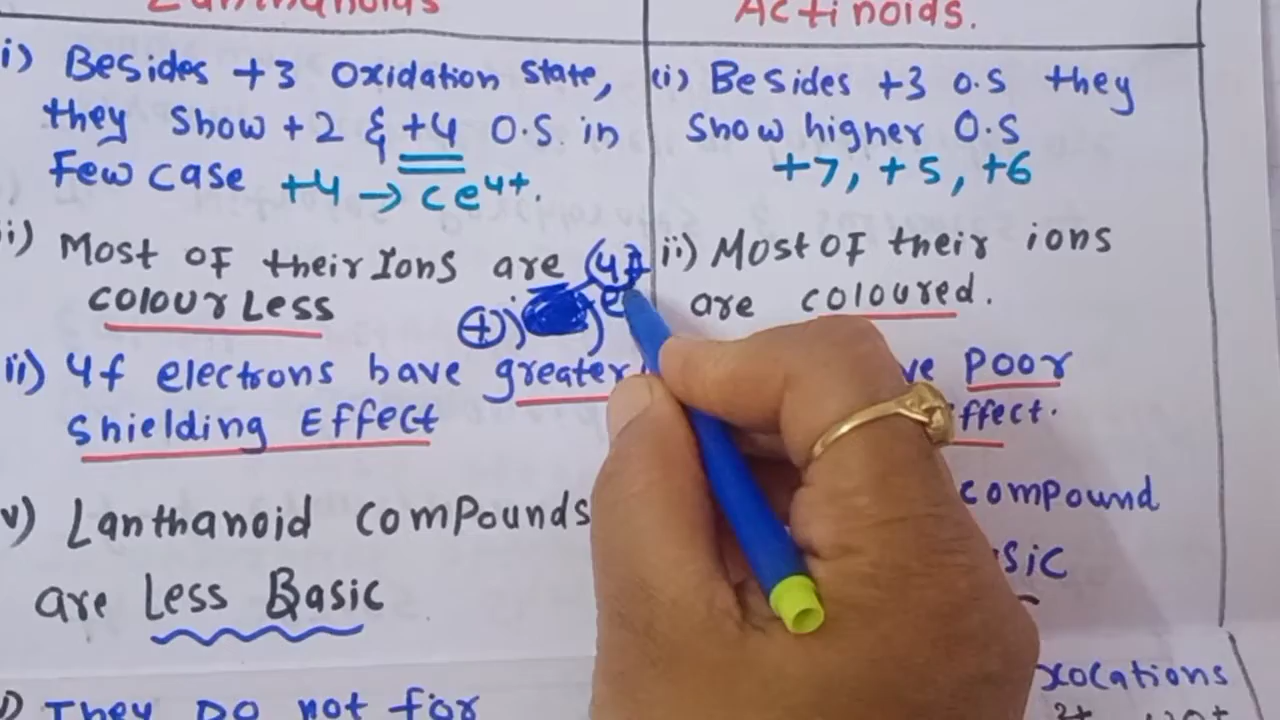 Lanthanoids
Actinoids.
i) Besides +3 Oxidation State,
they Show +2 & +4 O.S in
Few case +4 → Ce4+.
i) Besides +3 O.S they
Show higher O.S
+7, +5, +6
i) Most OF their Ions are (4f
COLOURLess
ii) Most OF their ions
are coloured.
ii) 4f electrons have greater
Shielding Effect
ve Poor
ffect.
v) Lanthanoid compounds
are Less Basic
compound
sic
) They Do not for
xocations